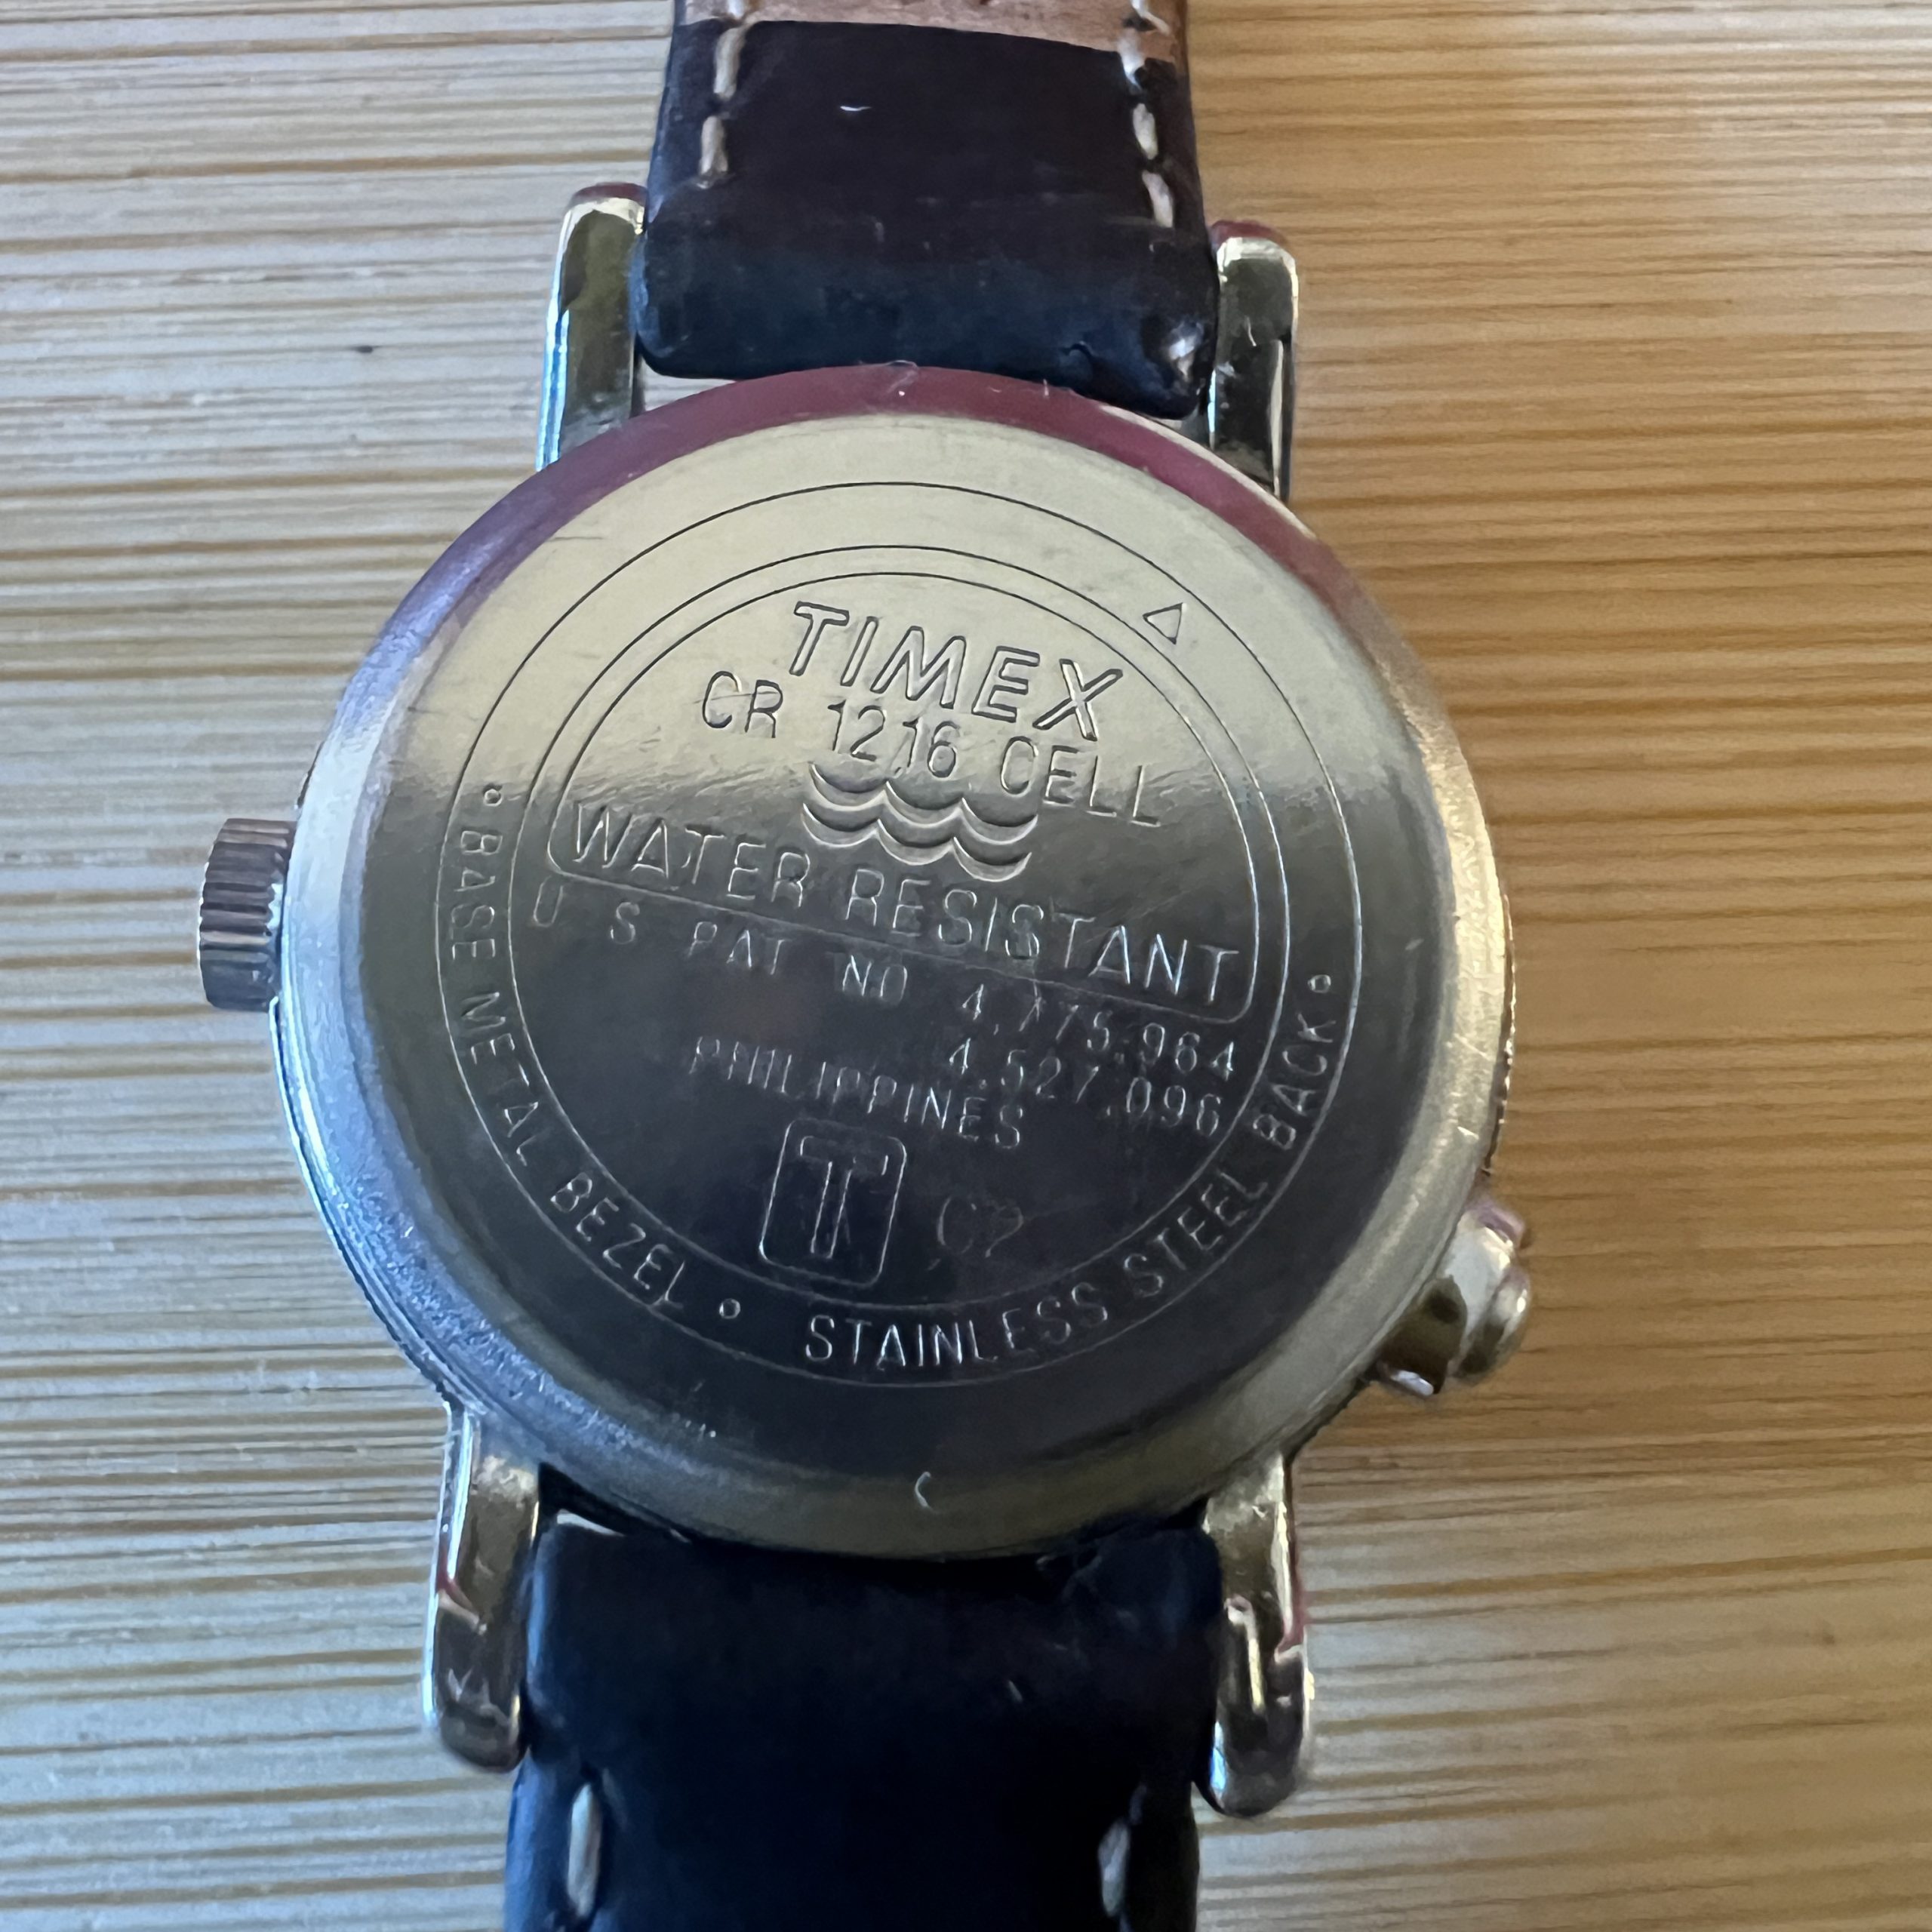 TIMEX
CR 1216 CELL
WATER RESISTANT
U S PAT NO 4,775,964
4,527,096
PHILIPPINES
T C2
BASE METAL BEZEL
STAINLESS STEEL BACK